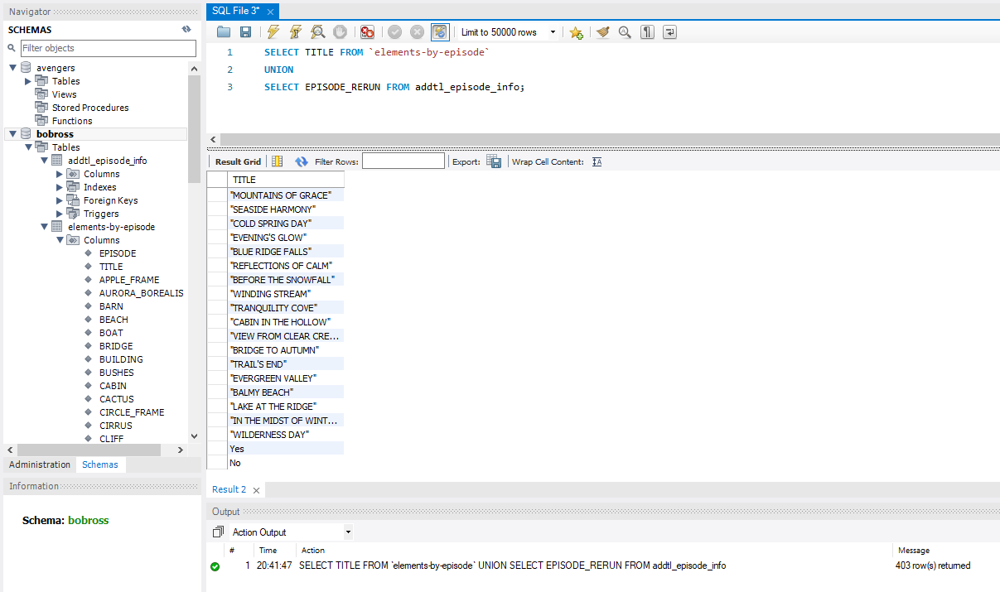 Navigator
SCHEMAS
Filter objects
avengers
Tables
Views
Stored Procedures
Functions
bobross
Tables
addtl_episode_info
Columns
Indexes
Foreign Keys
Triggers
elements-by-episode
Columns
EPISODE
TITLE
APPLE_FRAME
AURORA_BOREALIS
BARN
BEACH
BOAT
BRIDGE
BUILDING
BUSHES
CABIN
CACTUS
CIRCLE_FRAME
CIRRUS
CLIFF
Administration Schemas
Information
Schema: bobross
SQL File 3*
Limit to 50000 rows
1 SELECT TITLE FROM `elements-by-episode`
2 UNION
3 SELECT EPISODE_RERUN FROM addtl_episode_info;
Result Grid Filter Rows: Export: Wrap Cell Content:
TITLE
"MOUNTAINS OF GRACE"
"SEASIDE HARMONY"
"COLD SPRING DAY"
"EVENING'S GLOW"
"BLUE RIDGE FALLS"
"REFLECTIONS OF CALM"
"BEFORE THE SNOWFALL"
"WINDING STREAM"
"TRANQUILITY COVE"
"CABIN IN THE HOLLOW"
"VIEW FROM CLEAR CRE...
"BRIDGE TO AUTUMN"
"TRAIL'S END"
"EVERGREEN VALLEY"
"BALMY BEACH"
"LAKE AT THE RIDGE"
"IN THE MIDST OF WINT...
"WILDERNESS DAY"
Yes
No
Result 2
Output
Action Output
# Time Action Message
1 20:41:47 SELECT TITLE FROM `elements-by-episode` UNION SELECT EPISODE_RERUN FROM addtl_episode_info 403 row(s) returned